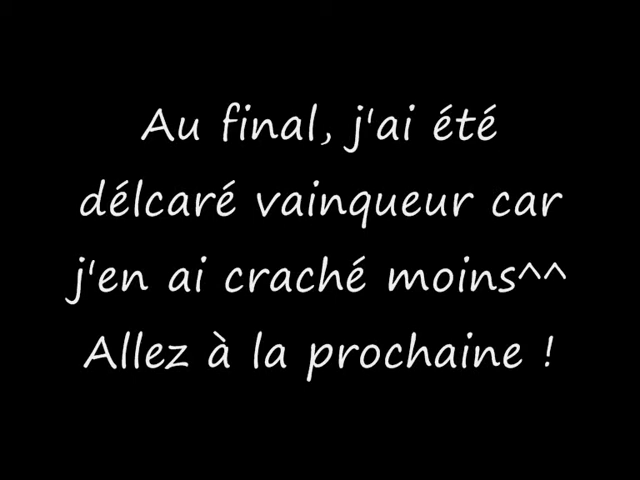 Au final, j'ai été
délcaré vainqueur car
j'en ai craché moins^^
Allez à la prochaine !